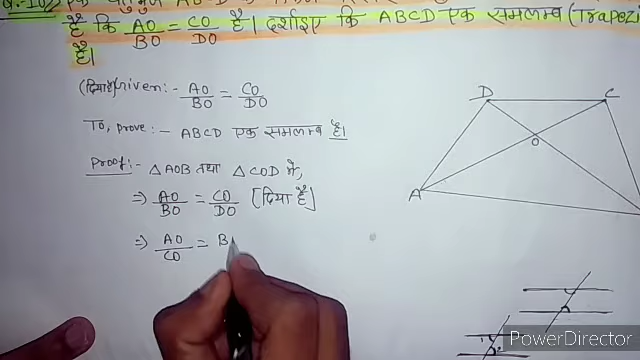 एक
है कि AO/BO = CO/DO है। दर्शाइए कि ABCD एक समलम्ब (Trapezi
है।
(दिया) Given:- AO/BO = CO/DO
To, prove:- ABCD एक समलम्ब है।
Proof:- △AOB तथा △COD में,
⇒ AO/BO = CO/DO [दिया है]
⇒ AO/CO = B
D C
O
A
PowerDirector